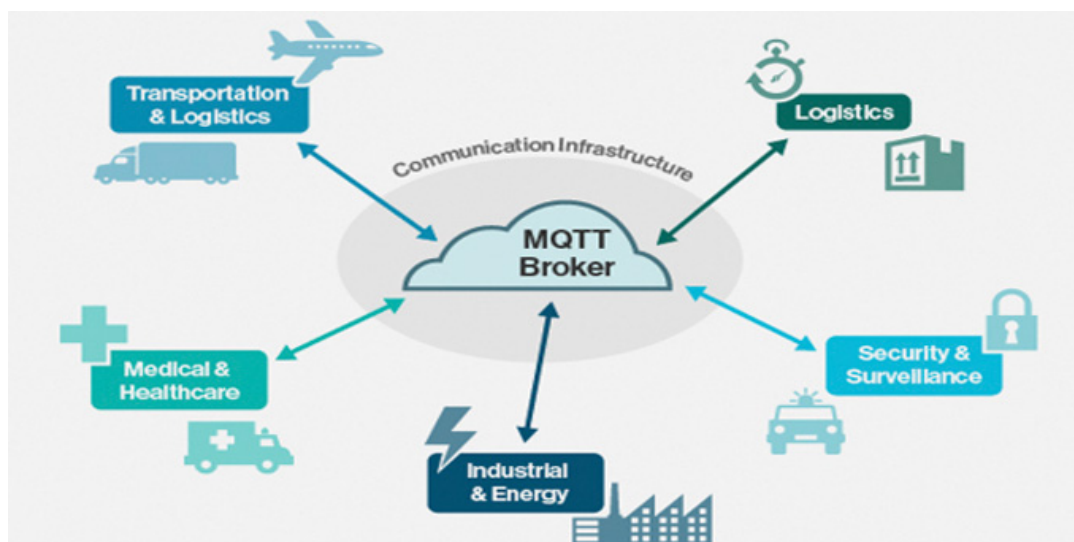 Transportation
& Logistics
Logistics
Communication Infrastructure
MQTT
Broker
Medical &
Healthcare
Security &
Surveillance
Industrial
& Energy